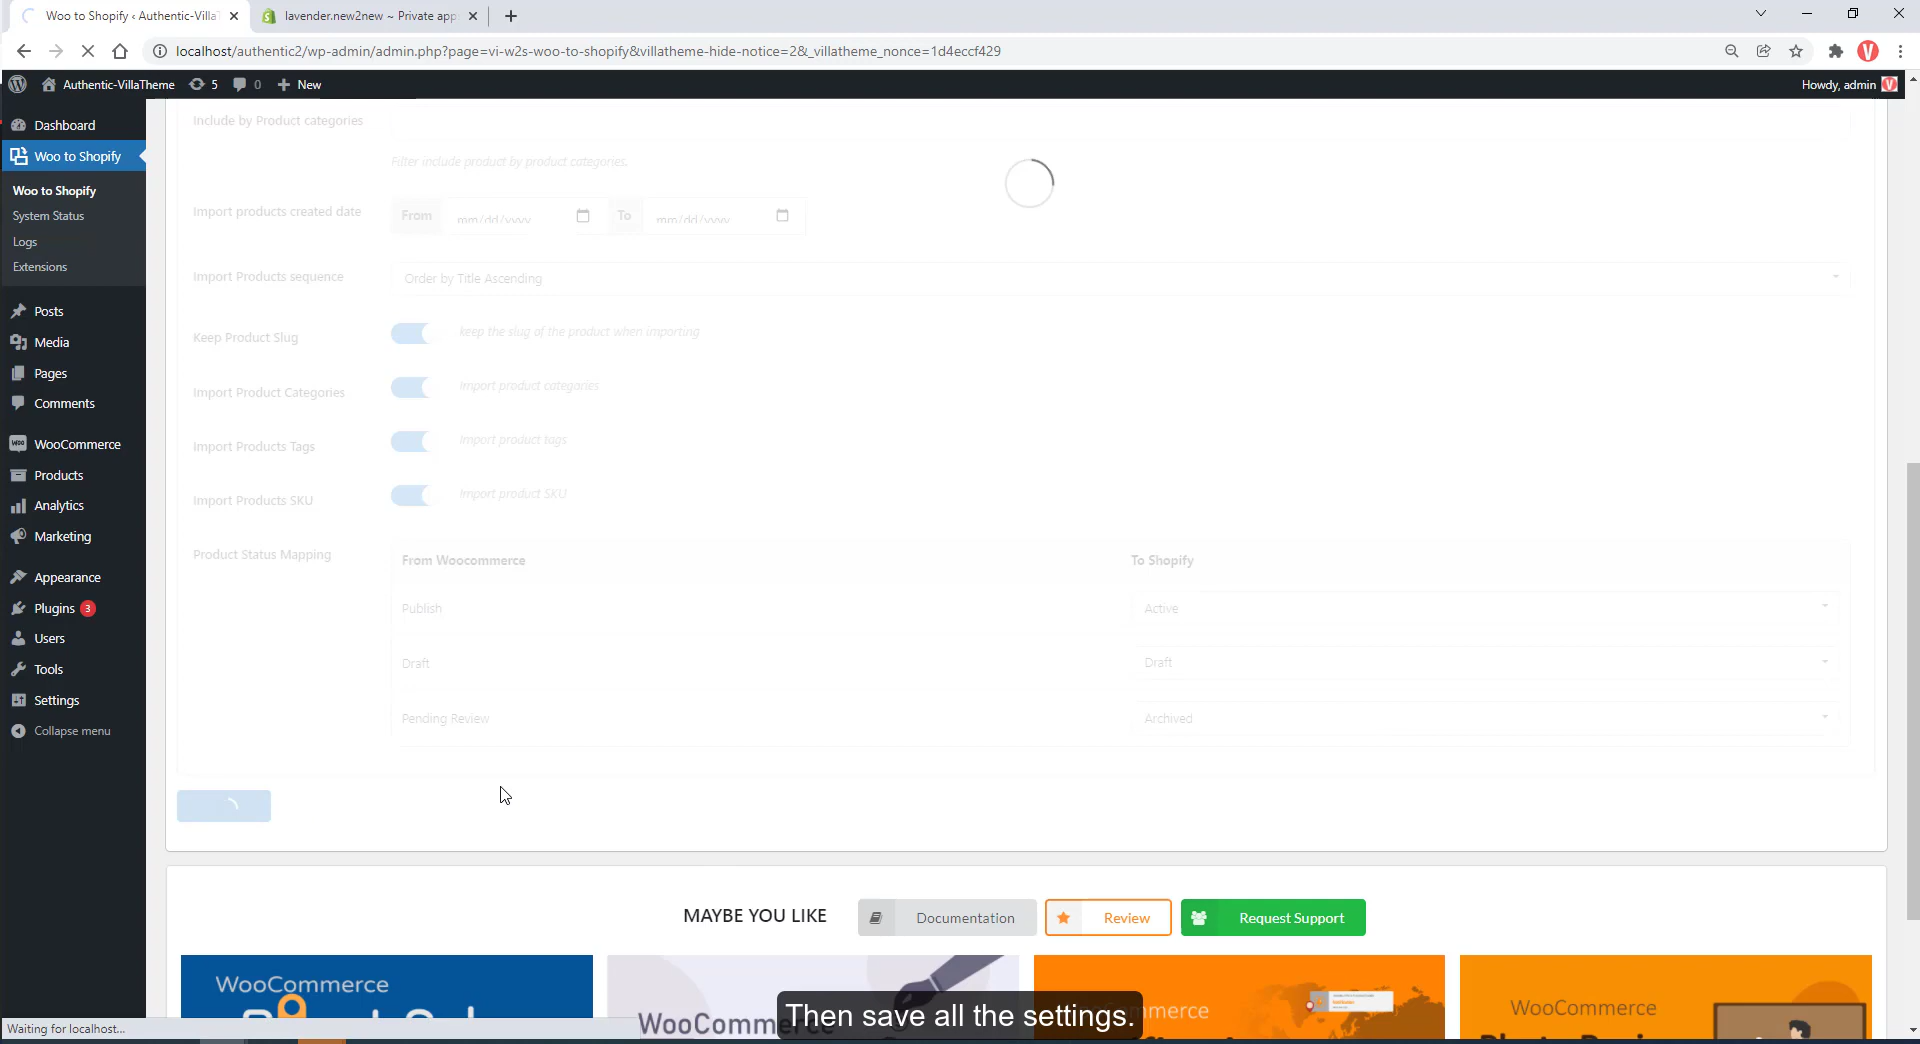 Woo to Shopify ‹ Authentic-Villa
lavender.new2new ~ Private app
localhost/authentic2/wp-admin/admin.php?page=vi-w2s-woo-to-shopify&villatheme-hide-notice=2&_villatheme_nonce=1d4eccf429
Authentic-VillaTheme
5
0
New
Howdy, admin
Dashboard
Woo to Shopify
Woo to Shopify
System Status
Logs
Extensions
Posts
Media
Pages
Comments
WooCommerce
Products
Analytics
Marketing
Appearance
Plugins 3
Users
Tools
Settings
Collapse menu
Include by Product categories
Filter include product by product categories.
Import products created date
From
mm/dd/yyyy
To
mm/dd/yyyy
Import Products sequence
Order by Title Ascending
Keep Product Slug
keep the slug of the product when importing
Import Product Categories
Import product categories
Import Products Tags
Import product tags
Import Products SKU
Import product SKU
Product Status Mapping
From Woocommerce
To Shopify
Publish
Active
Draft
Draft
Pending Review
Archived
MAYBE YOU LIKE
Documentation
Review
Request Support
WooCommerce
WooComm
mmerce
WooCommerce
Then save all the settings.
Waiting for localhost...